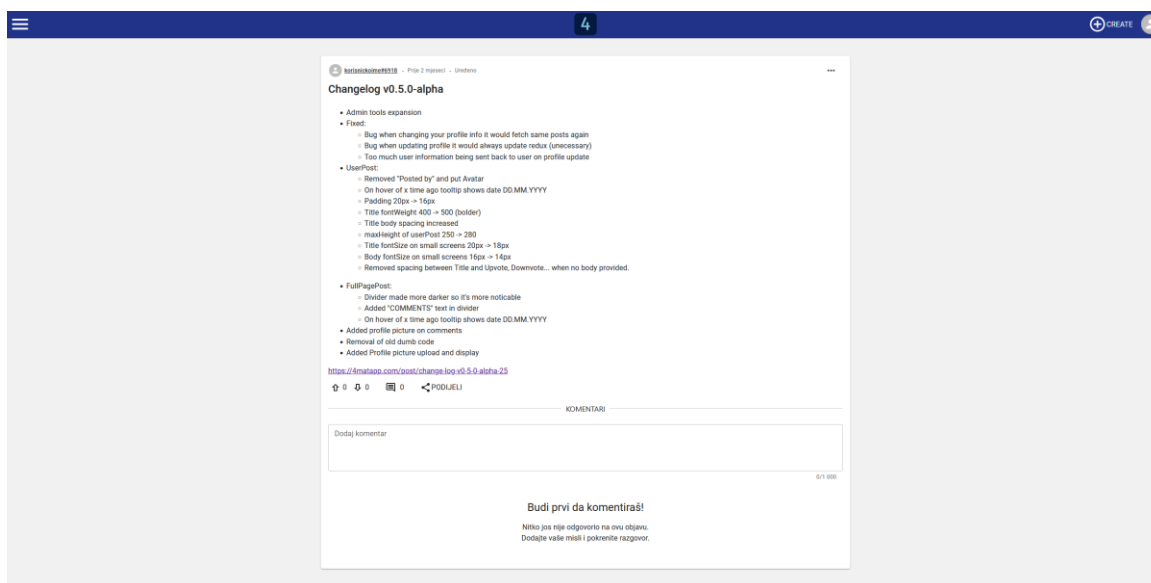 4
CREATE
korisnickoime#6918 - Prije 2 mjeseci - Uređeno
Changelog v0.5.0-alpha
Admin tools expansion
Fixed:
Bug when changing your profile info it would fetch same posts again
Bug when updating profile it would always update redux (unecessary)
Too much user information being sent back to user on profile update
UserPost:
Removed "Posted by" and put Avatar
On hover of x time ago tooltip shows date DD.MM.YYYY
Padding 20px -> 16px
Title fontWeight 400 -> 500 (bolder)
Title body spacing increased
maxHeight of userPost 250 -> 280
Title fontSize on small screens 20px -> 18px
Body fontSize on small screens 16px -> 14px
Removed spacing between Title and Upvote, Downvote... when no body provided.
FullPagePost:
Divider made more darker so it's more noticable
Added "COMMENTS" text in divider
On hover of x time ago tooltip shows date DD.MM.YYYY
Added profile picture on comments
Removal of old dumb code
Added Profile picture upload and display
https://4matapp.com/post/change-log-v0-5-0-alpha-25
0 0 0 PODIJELI
KOMENTARI
Dodaj komentar
0/1 000
Budi prvi da komentiraš!
Nitko jos nije odgovorio na ovu objavu.
Dodajte vaše misli i pokrenite razgovor.